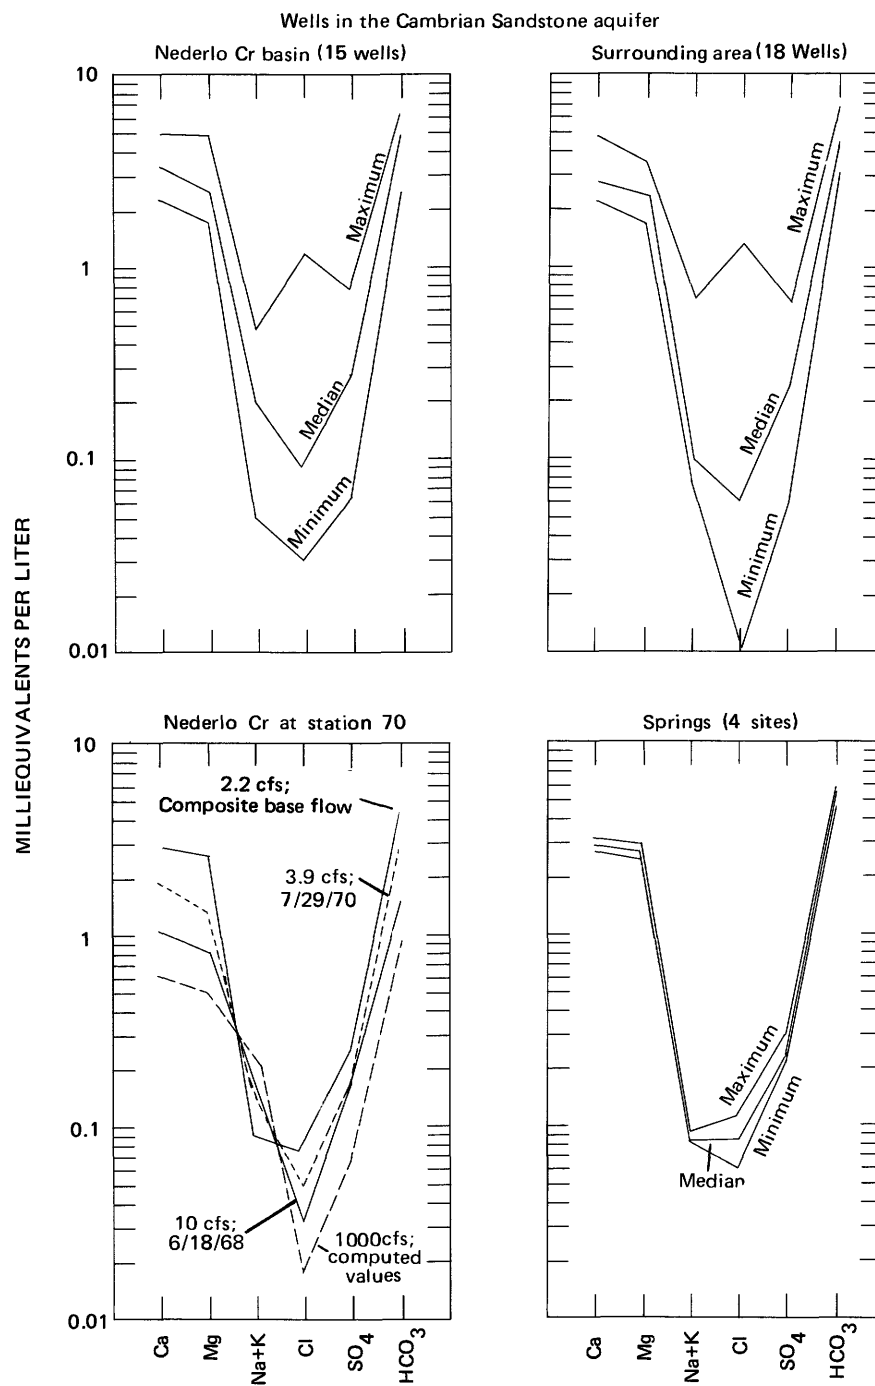 Wells in the Cambrian Sandstone aquifer
Nederlo Cr basin (15 wells)
Surrounding area (18 Wells)
10
1
0.1
0.01
Maximum
Median
Minimum
Maximum
Median
Minimum
MILLIEQUIVALENTS PER LITER
Nederlo Cr at station 70
Springs (4 sites)
10
1
0.1
0.01
2.2 cfs;
Composite base flow
3.9 cfs;
7/29/70
10 cfs;
6/18/68
1000cfs;
computed
values
Maximum
Minimum
Median
Ca
Mg
Na+K
Cl
SO4
HCO3
Ca
Mg
Na+K
Cl
SO4
HCO3